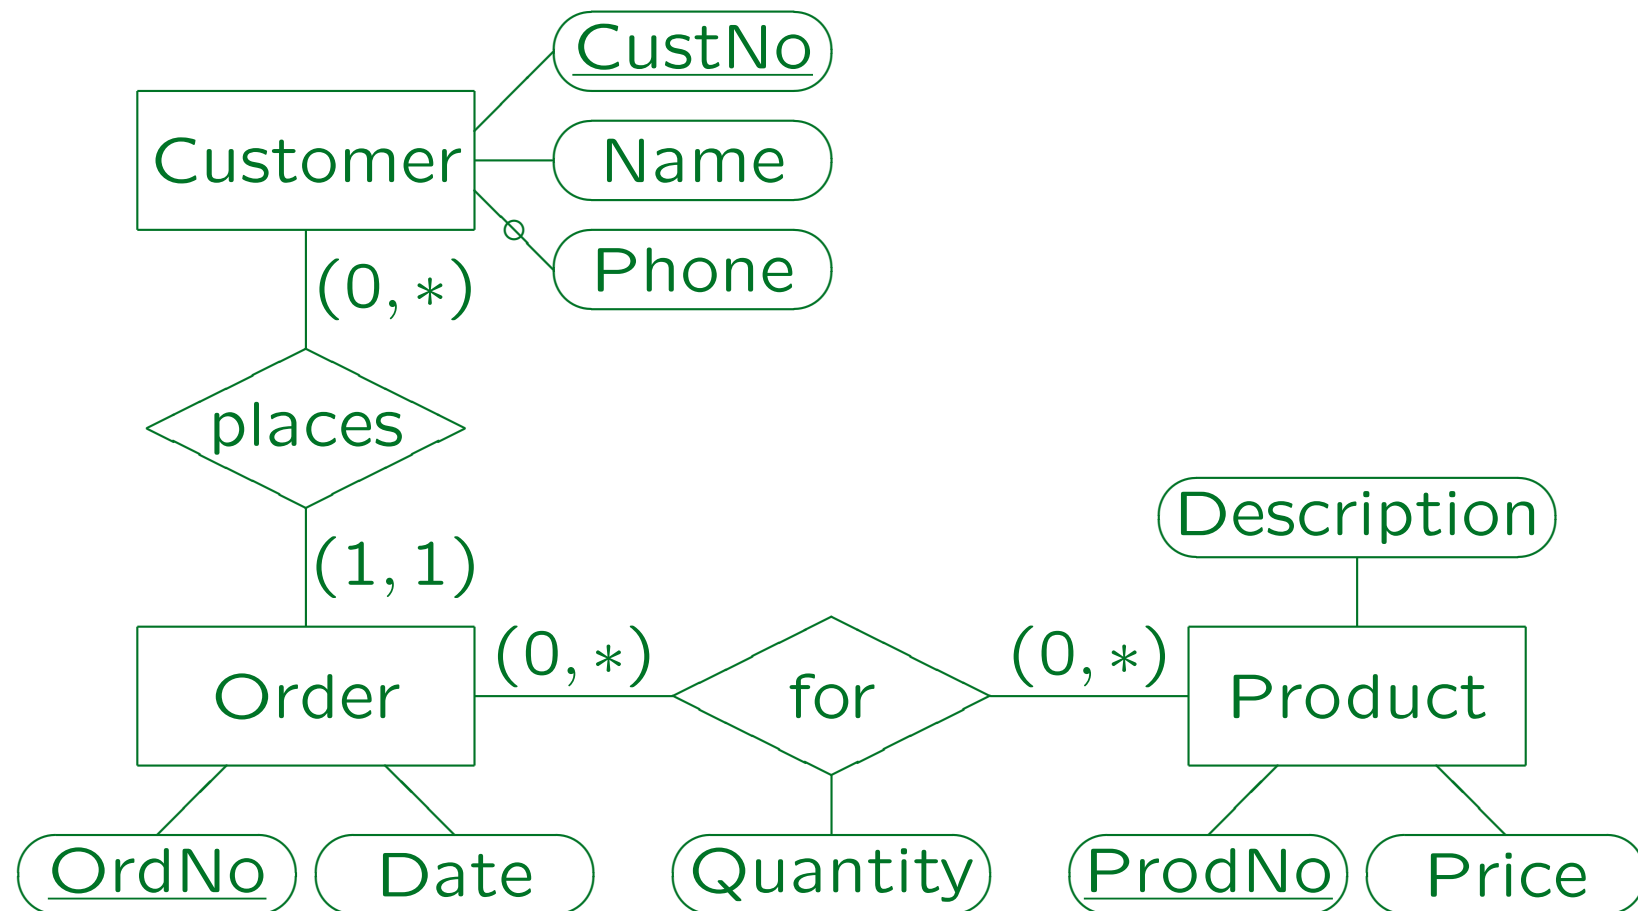 CustNo
Customer
Name
Phone
(0,*)
places
Description
(1,1)
(0,*)
(0,*)
Order
for
Product
OrdNo
Date
Quantity
ProdNo
Price